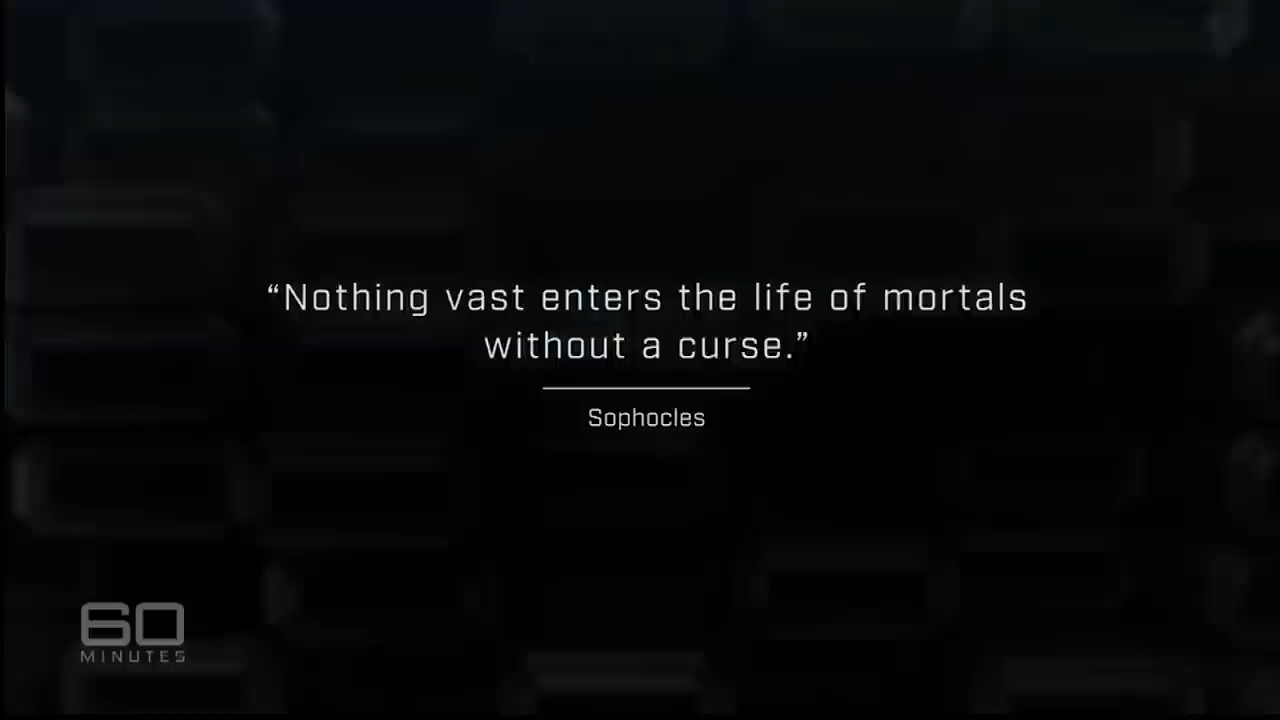 “Nothing vast enters the life of mortals
without a curse.”
Sophocles
60
MINUTES